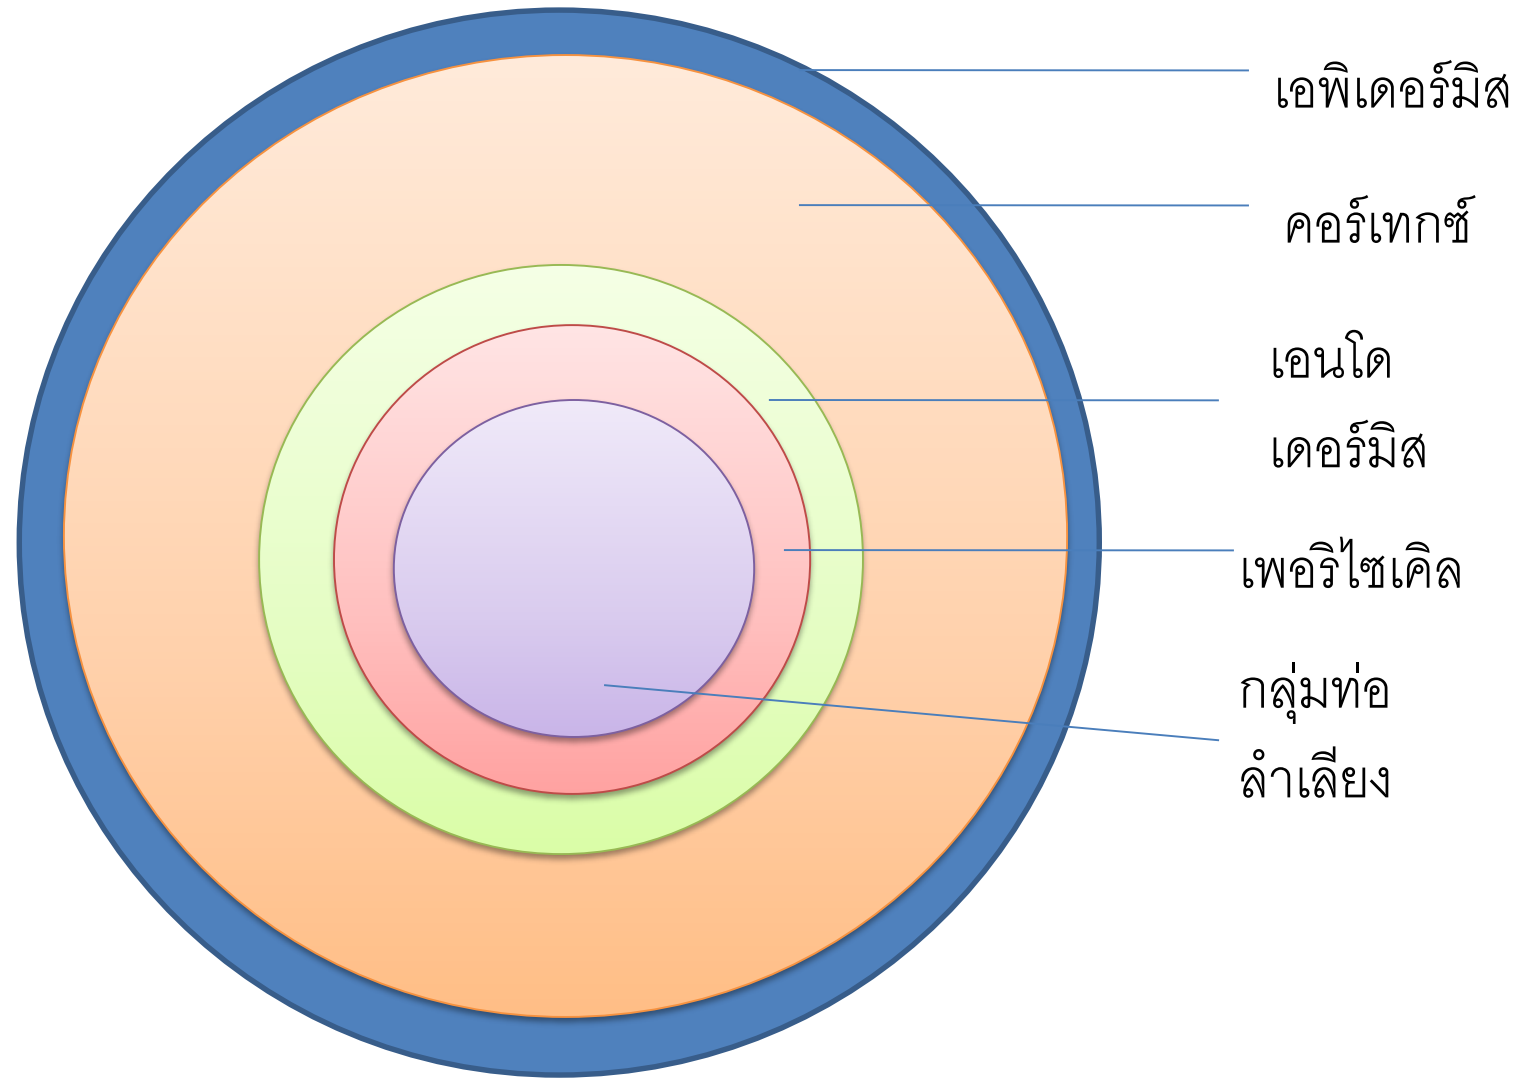 เอพิเดอร์มิส
คอร์เทกซ์
เอนโด
เดอร์มิส
เพอริไซเคิล
กลุ่มท่อ
ลำเลียง